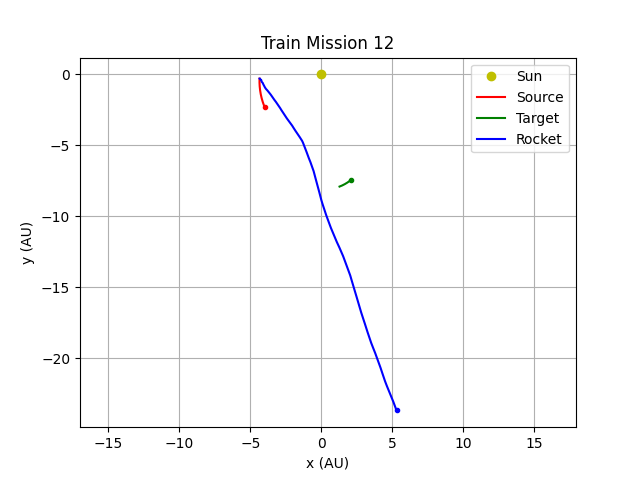 Train Mission 12
Sun
Source
Target
Rocket
0
−5
−10
−15
−20
y (AU)
−15
−10
−5
0
5
10
15
x (AU)